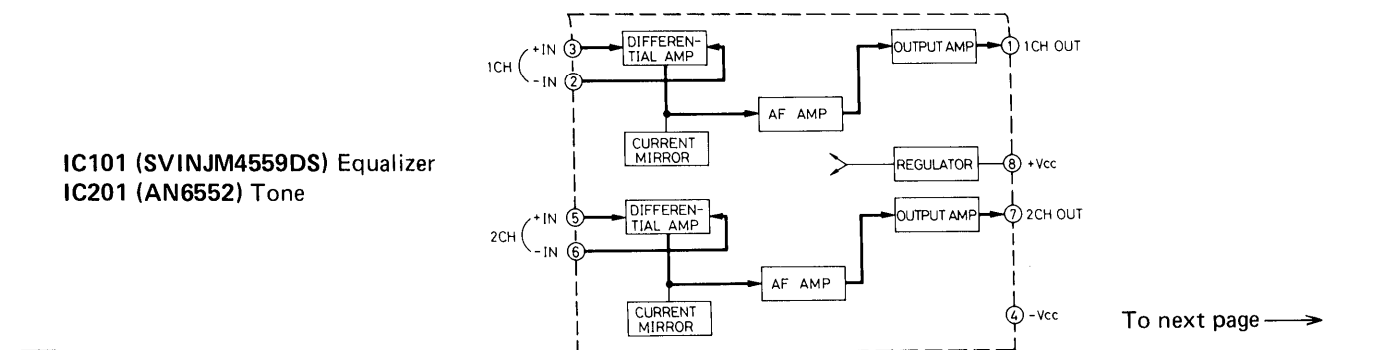 IC101 (SVINJM4559DS) Equalizer
IC201 (AN6552) Tone
1CH
+IN
3
-IN
2
DIFFEREN-
TIAL AMP
CURRENT
MIRROR
AF AMP
OUTPUT AMP
1
1CH OUT
REGULATOR
8
+Vcc
2CH
+IN
5
-IN
6
DIFFEREN-
TIAL AMP
CURRENT
MIRROR
AF AMP
OUTPUT AMP
7
2CH OUT
4
-Vcc
To next page